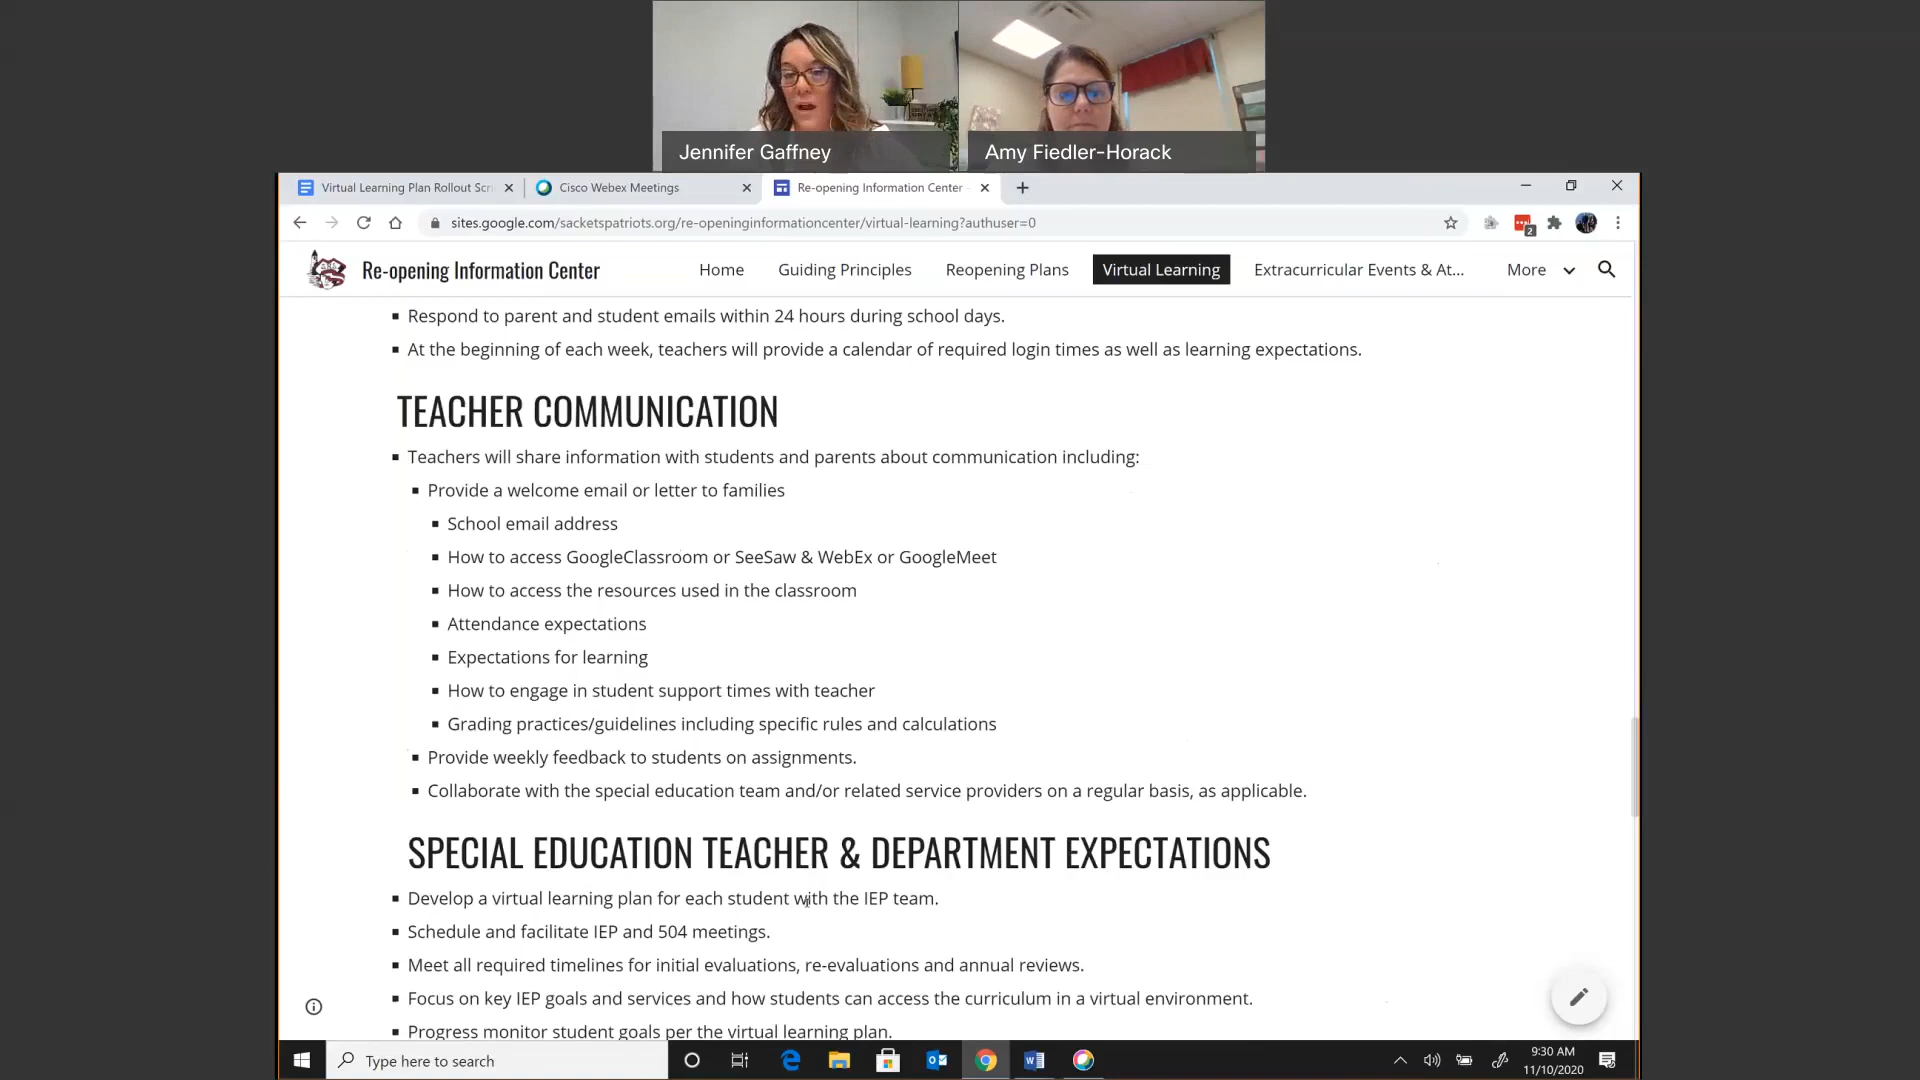 Jennifer Gaffney
Amy Fiedler-Horack
Virtual Learning Plan Rollout Scri
Cisco Webex Meetings
Re-opening Information Center
sites.google.com/sacketspatriots.org/re-openinginformationcenter/virtual-learning?authuser=0
2
Re-opening Information Center
Home
Guiding Principles
Reopening Plans
Virtual Learning
Extracurricular Events & At...
More
Respond to parent and student emails within 24 hours during school days.
At the beginning of each week, teachers will provide a calendar of required login times as well as learning expectations.
TEACHER COMMUNICATION
Teachers will share information with students and parents about communication including:
Provide a welcome email or letter to families
School email address
How to access GoogleClassroom or SeeSaw & WebEx or GoogleMeet
How to access the resources used in the classroom
Attendance expectations
Expectations for learning
How to engage in student support times with teacher
Grading practices/guidelines including specific rules and calculations
Provide weekly feedback to students on assignments.
Collaborate with the special education team and/or related service providers on a regular basis, as applicable.
SPECIAL EDUCATION TEACHER & DEPARTMENT EXPECTATIONS
Develop a virtual learning plan for each student with the IEP team.
Schedule and facilitate IEP and 504 meetings.
Meet all required timelines for initial evaluations, re-evaluations and annual reviews.
Focus on key IEP goals and services and how students can access the curriculum in a virtual environment.
Progress monitor student goals per the virtual learning plan.
Type here to search
9:30 AM
11/10/2020